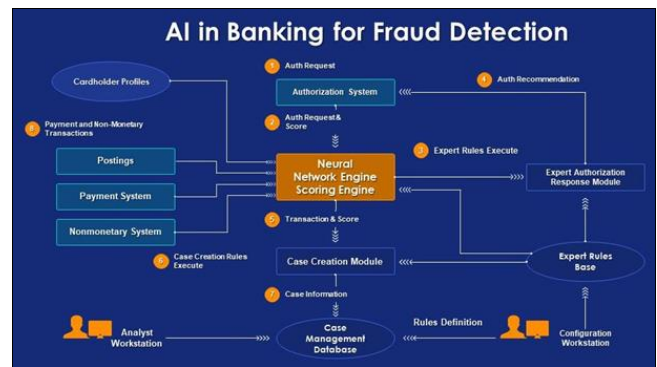 AI in Banking for Fraud Detection
1 Auth Request
Cardholder Profiles
Authorization System
4 Auth Recommendation
2 Auth Request &
Score
8 Payment and Non-Monetary
Transactions
Postings
Payment System
Nonmonetary System
Neural
Network Engine
Scoring Engine
3 Expert Rules Execute
Expert Authorization
Response Module
5 Transaction & Score
6 Case Creation Rules
Execute
Case Creation Module
Expert Rules
Base
7 Case Information
Analyst
Workstation
Case
Management
Database
Rules Definition
Configuration
Workstation